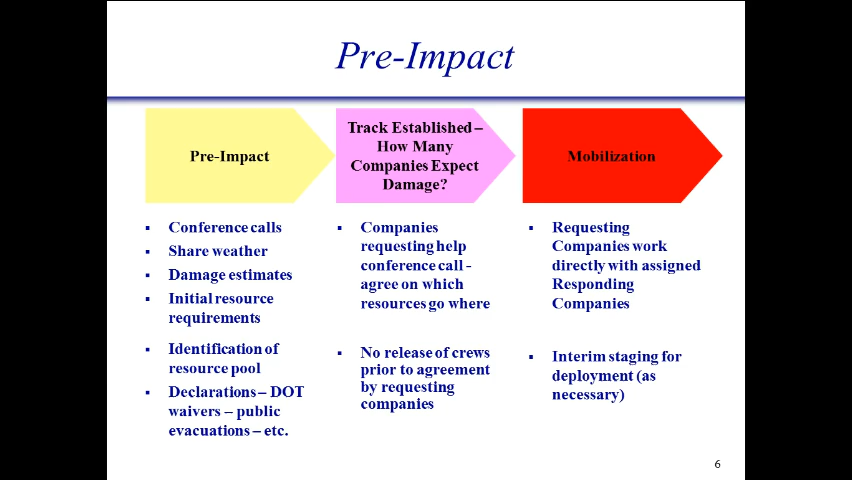 Pre-Impact
Pre-Impact
Track Established –
How Many
Companies Expect
Damage?
Mobilization
▪ Conference calls
▪ Share weather
▪ Damage estimates
▪ Initial resource
requirements
▪ Identification of
resource pool
▪ Declarations – DOT
waivers – public
evacuations – etc.
▪ Companies
requesting help
conference call -
agree on which
resources go where
▪ No release of crews
prior to agreement
by requesting
companies
▪ Requesting
Companies work
directly with assigned
Responding
Companies
▪ Interim staging for
deployment (as
necessary)
6